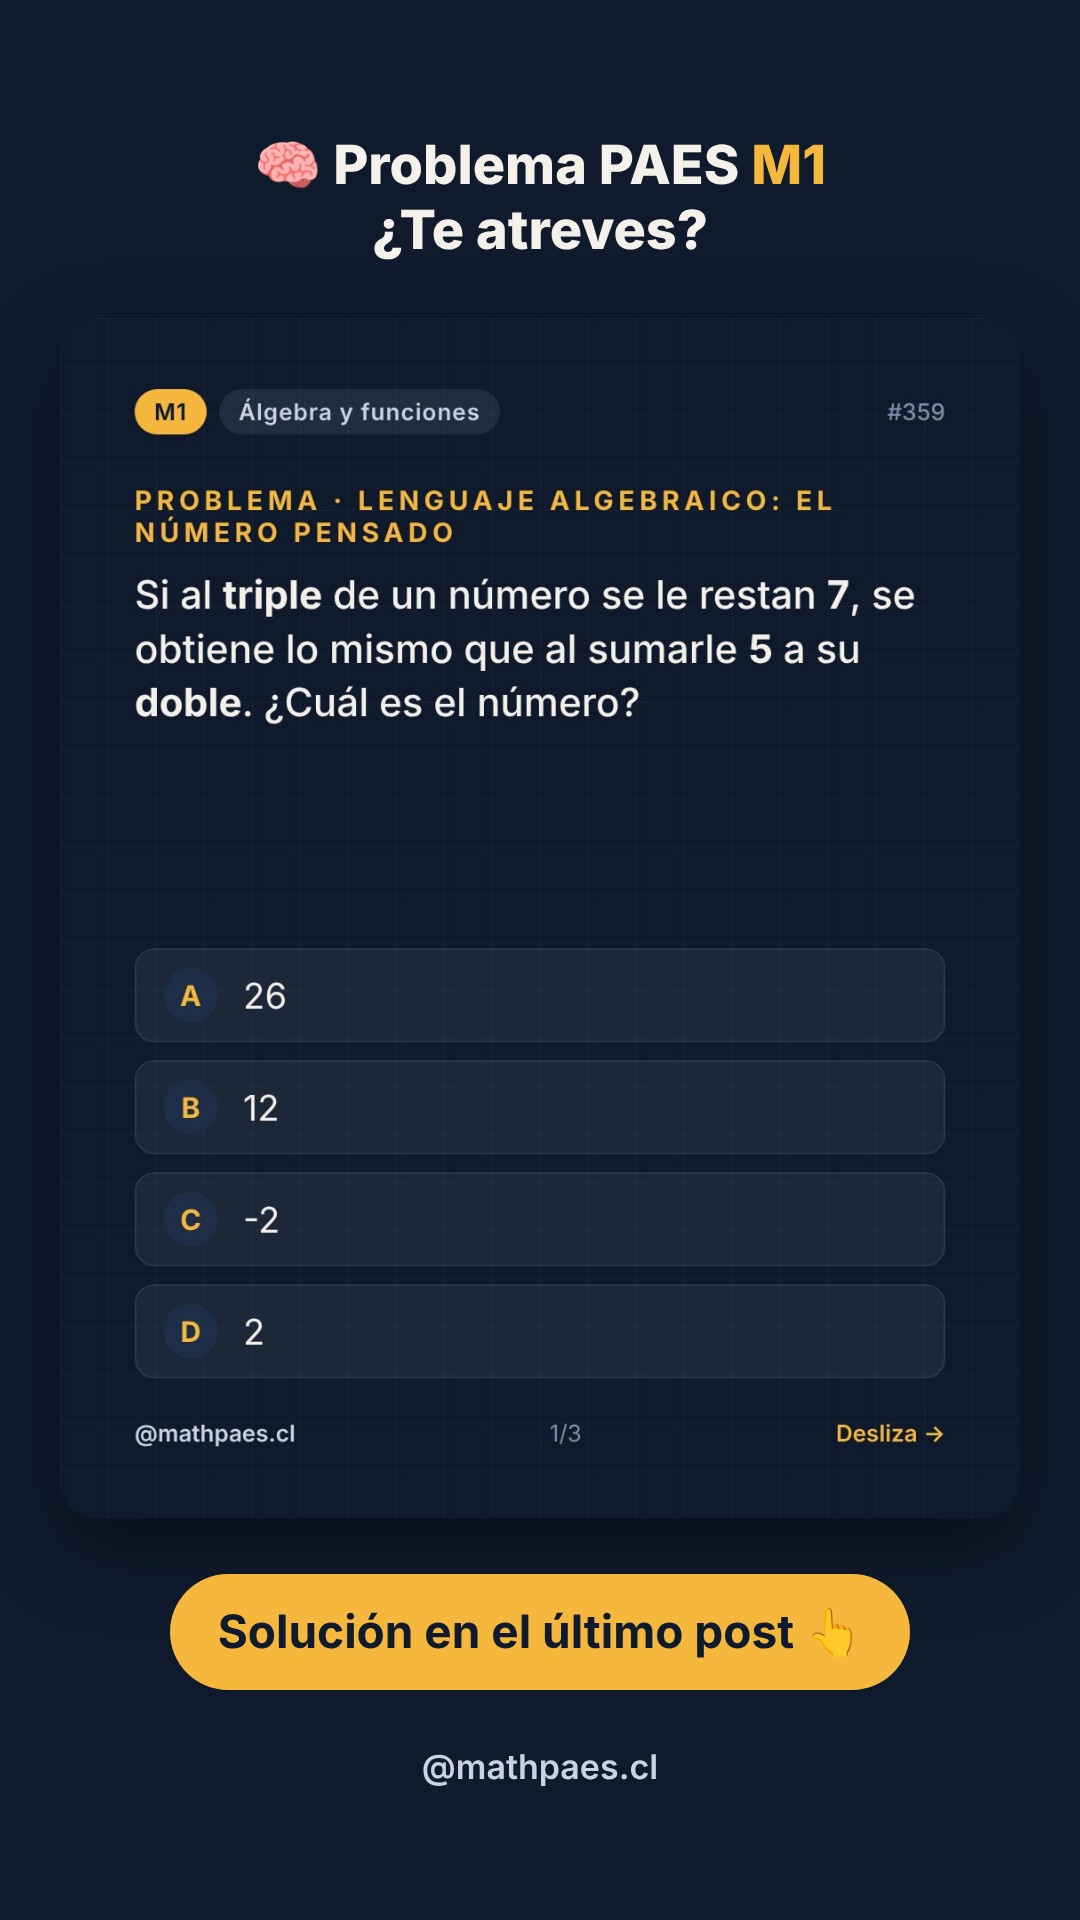 🧠 Problema PAES M1
¿Te atreves?
M1 Álgebra y funciones #359
PROBLEMA · LENGUAJE ALGEBRAICO: EL
NÚMERO PENSADO
Si al triple de un número se le restan 7, se
obtiene lo mismo que al sumarle 5 a su
doble. ¿Cuál es el número?
A 26
B 12
C -2
D 2
@mathpaes.cl 1/3 Desliza →
Solución en el último post 👆
@mathpaes.cl